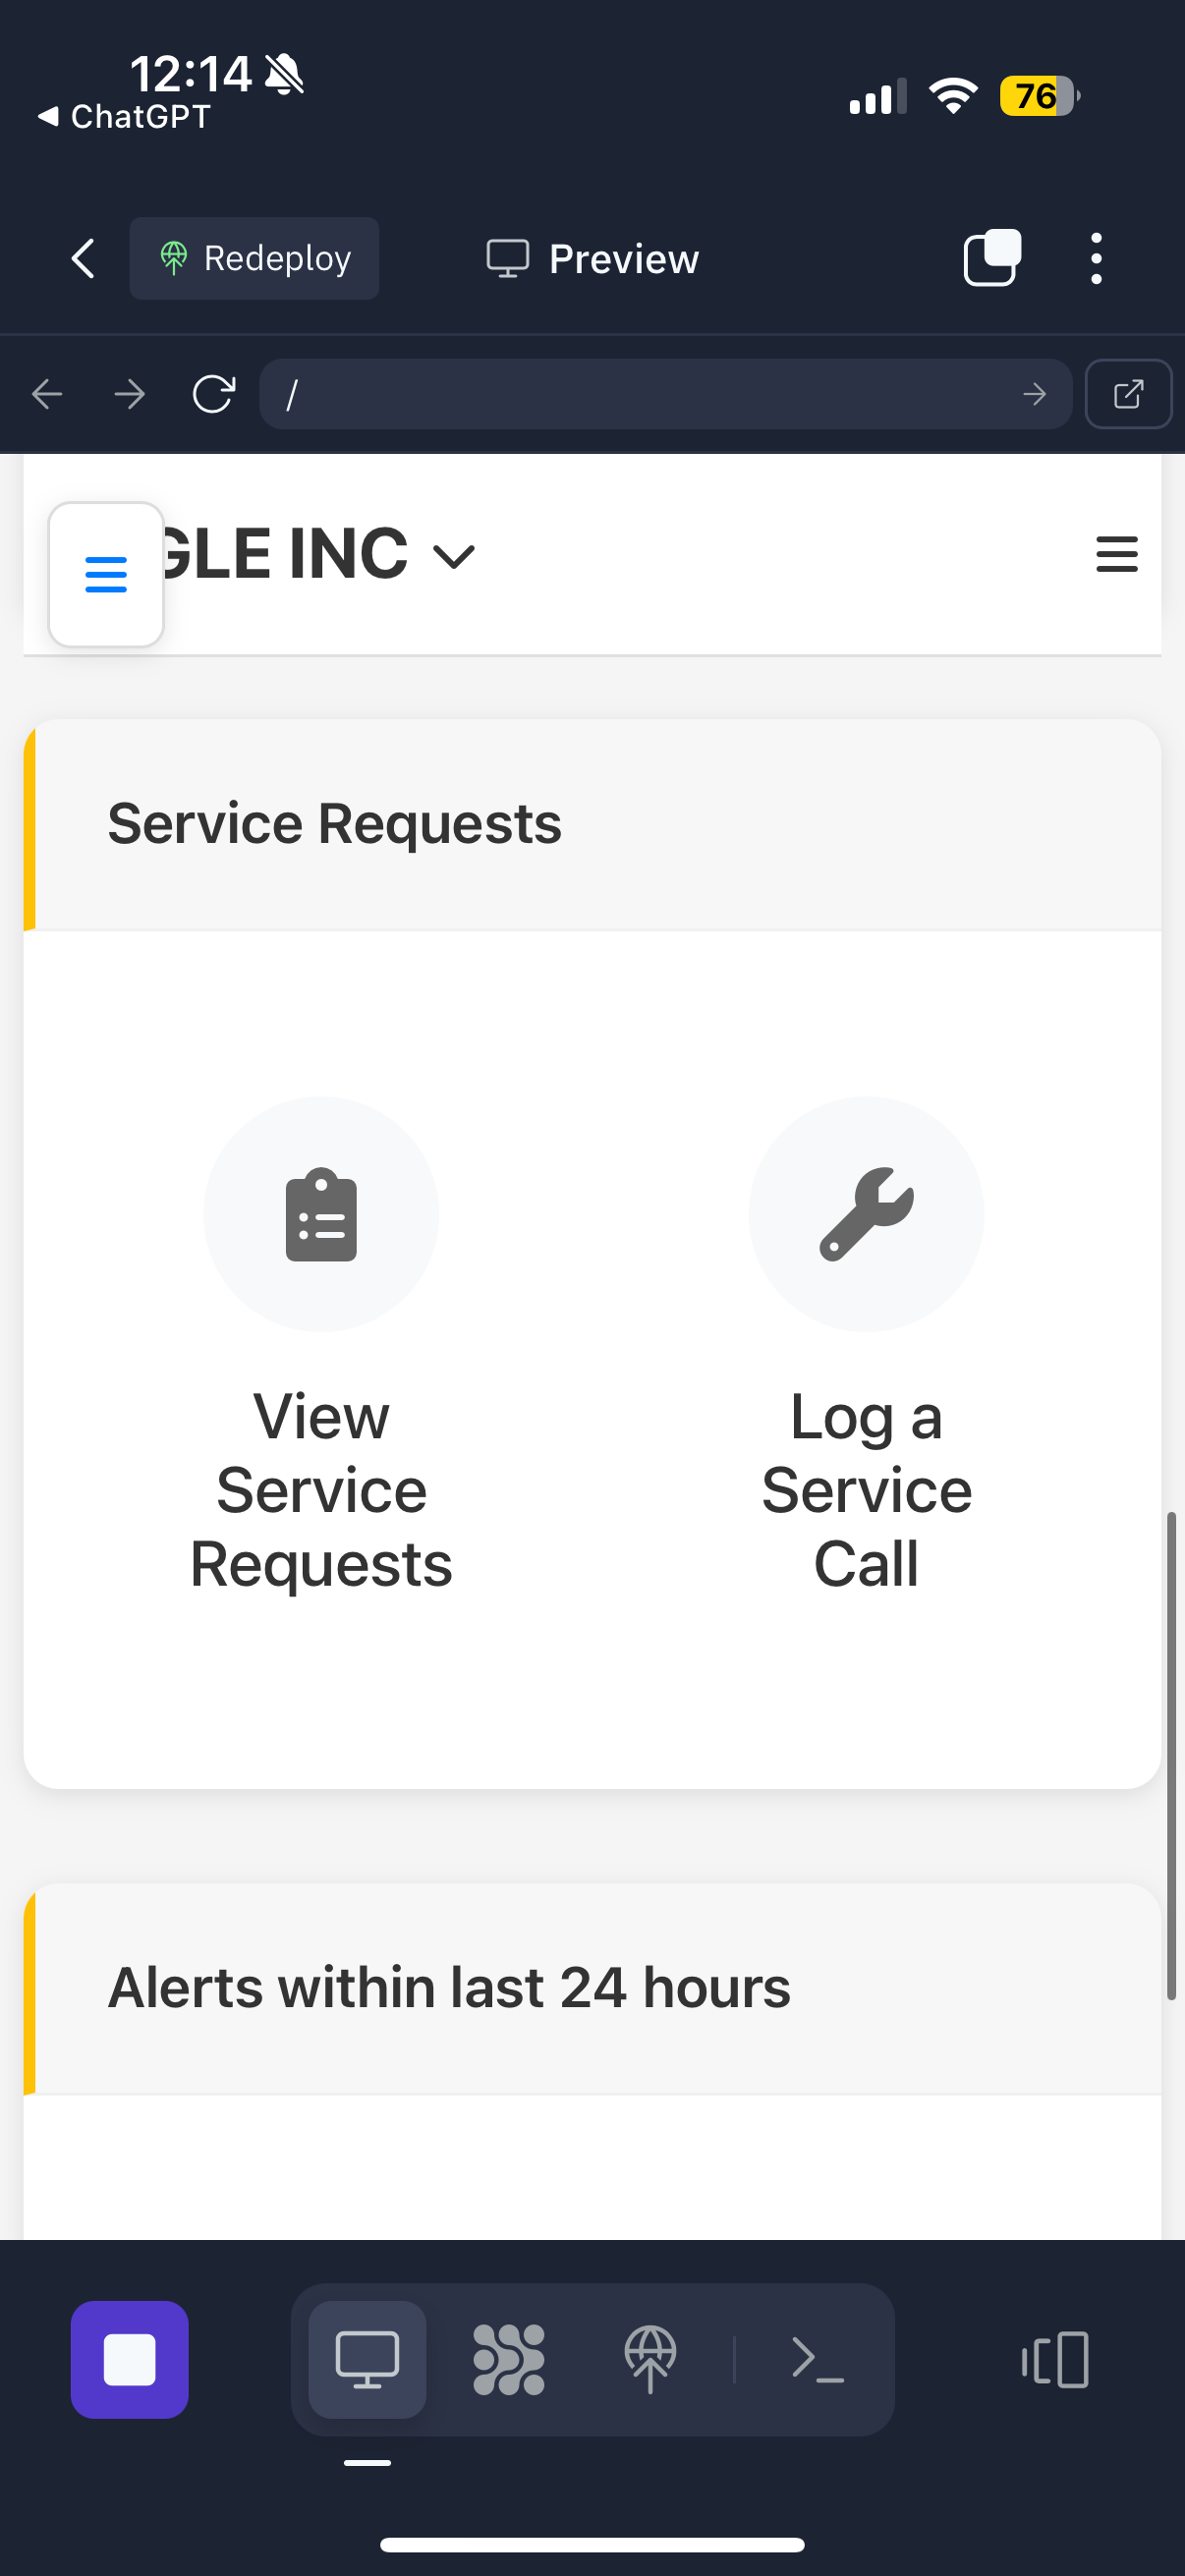 12:14
ChatGPT
76
Redeploy
Preview
/
GLE INC
Service Requests
View
Service
Requests
Log a
Service
Call
Alerts within last 24 hours